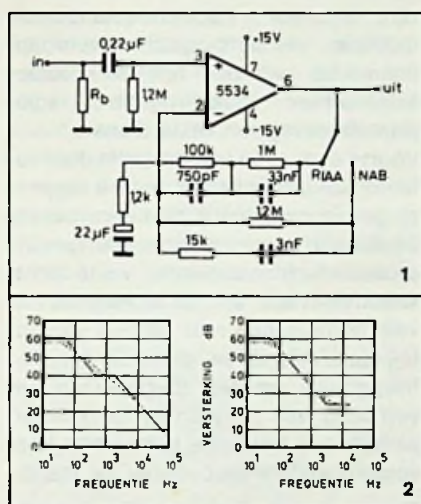 +15V
0,22µF
in
uit
3
7
+
5534
6
2
-
4
-15V
R_b
1,2M
100k
1M
RIAA
NAB
750pF
33nF
1,2k
1,2M
22µF
15k
3nF
1
60
50
40
30
20
10
0
10¹ 10² 10³ 10⁴ 10⁵
FREQUENTIE Hz
VERSTERKING dB
60
50
40
30
20
10
0
10¹ 10² 10³ 10⁴ 10⁵
FREQUENTIE Hz
2